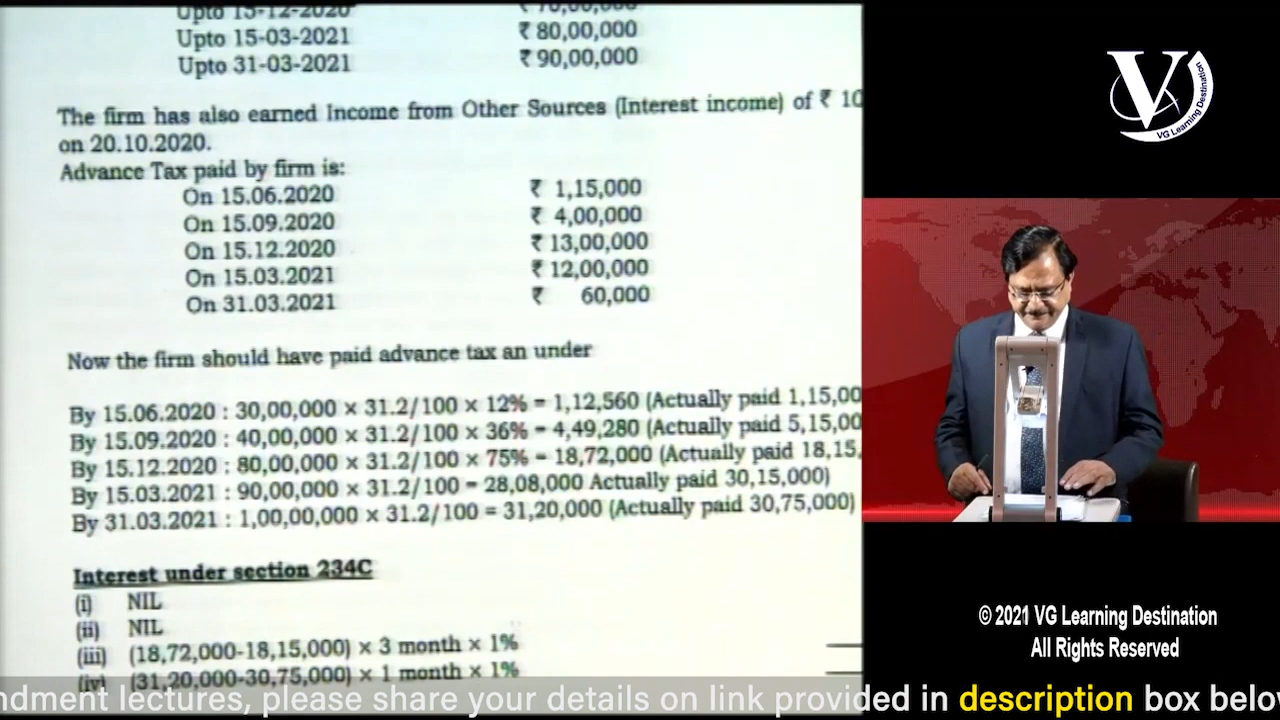 Upto 15-12-2020 ₹ 70,00,000
Upto 15-03-2021 ₹ 80,00,000
Upto 31-03-2021 ₹ 90,00,000
The firm has also earned Income from Other Sources (Interest income) of ₹ 10
on 20.10.2020.
Advance Tax paid by firm is:
On 15.06.2020 ₹ 1,15,000
On 15.09.2020 ₹ 4,00,000
On 15.12.2020 ₹ 13,00,000
On 15.03.2021 ₹ 12,00,000
On 31.03.2021 ₹ 60,000
Now the firm should have paid advance tax an under
By 15.06.2020 : 30,00,000 × 31.2/100 × 12% = 1,12,560 (Actually paid 1,15,00
By 15.09.2020 : 40,00,000 × 31.2/100 × 36% = 4,49,280 (Actually paid 5,15,00
By 15.12.2020 : 80,00,000 × 31.2/100 × 75% = 18,72,000 (Actually paid 18,15,
By 15.03.2021 : 90,00,000 × 31.2/100 = 28,08,000 Actually paid 30,15,000)
By 31.03.2021 : 1,00,00,000 × 31.2/100 = 31,20,000 (Actually paid 30,75,000)
Interest under section 234C
(i) NIL
(ii) NIL
(iii) (18,72,000-18,15,000) × 3 month × 1%
(iv) (31,20,000-30,75,000) × 1 month × 1%
V
VG Learning Destination
© 2021 VG Learning Destination
All Rights Reserved
ndment lectures, please share your details on link provided in description box belo